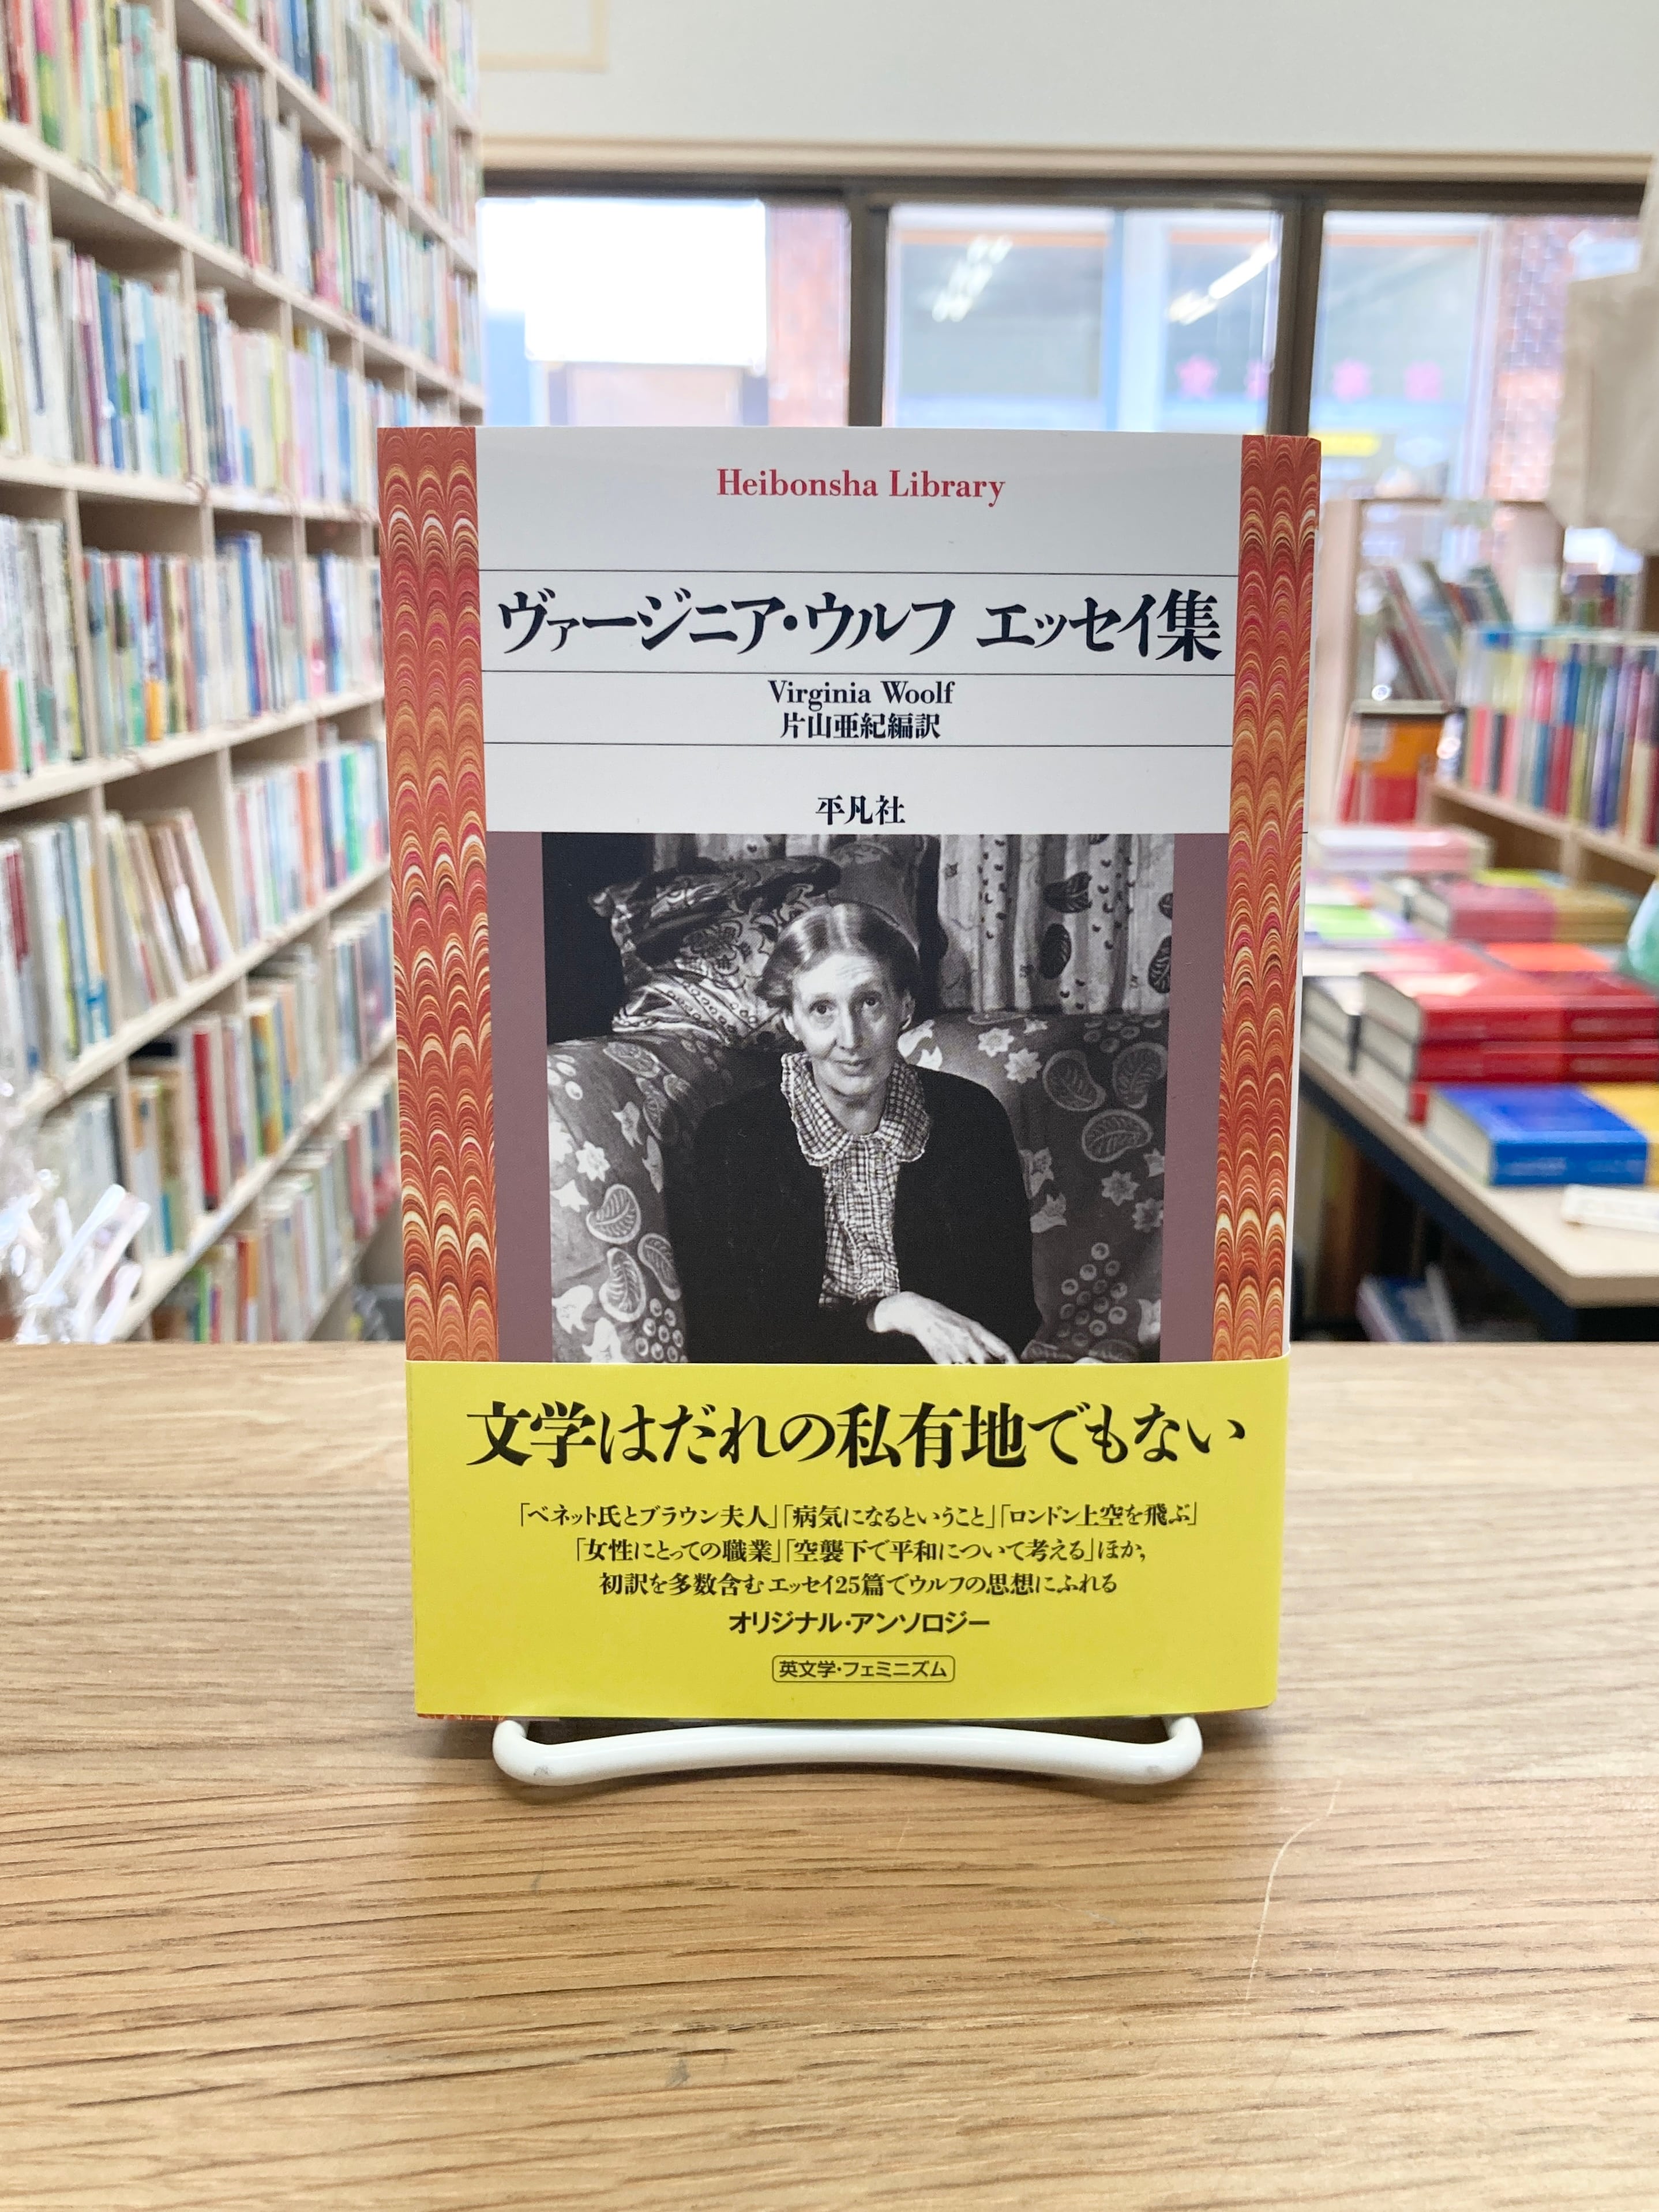 Heibonsha Library
ヴァージニア・ウルフ エッセイ集
Virginia Woolf
片山亜紀編訳
平凡社
文学はだれの私有地でもない
「ベネット氏とブラウン夫人」「病気になるということ」「ロンドン上空を飛ぶ」
「女性にとっての職業」「空襲下で平和について考える」ほか,
初訳を多数含むエッセイ25篇でウルフの思想にふれる
オリジナル・アンソロジー
英文学・フェミニズム